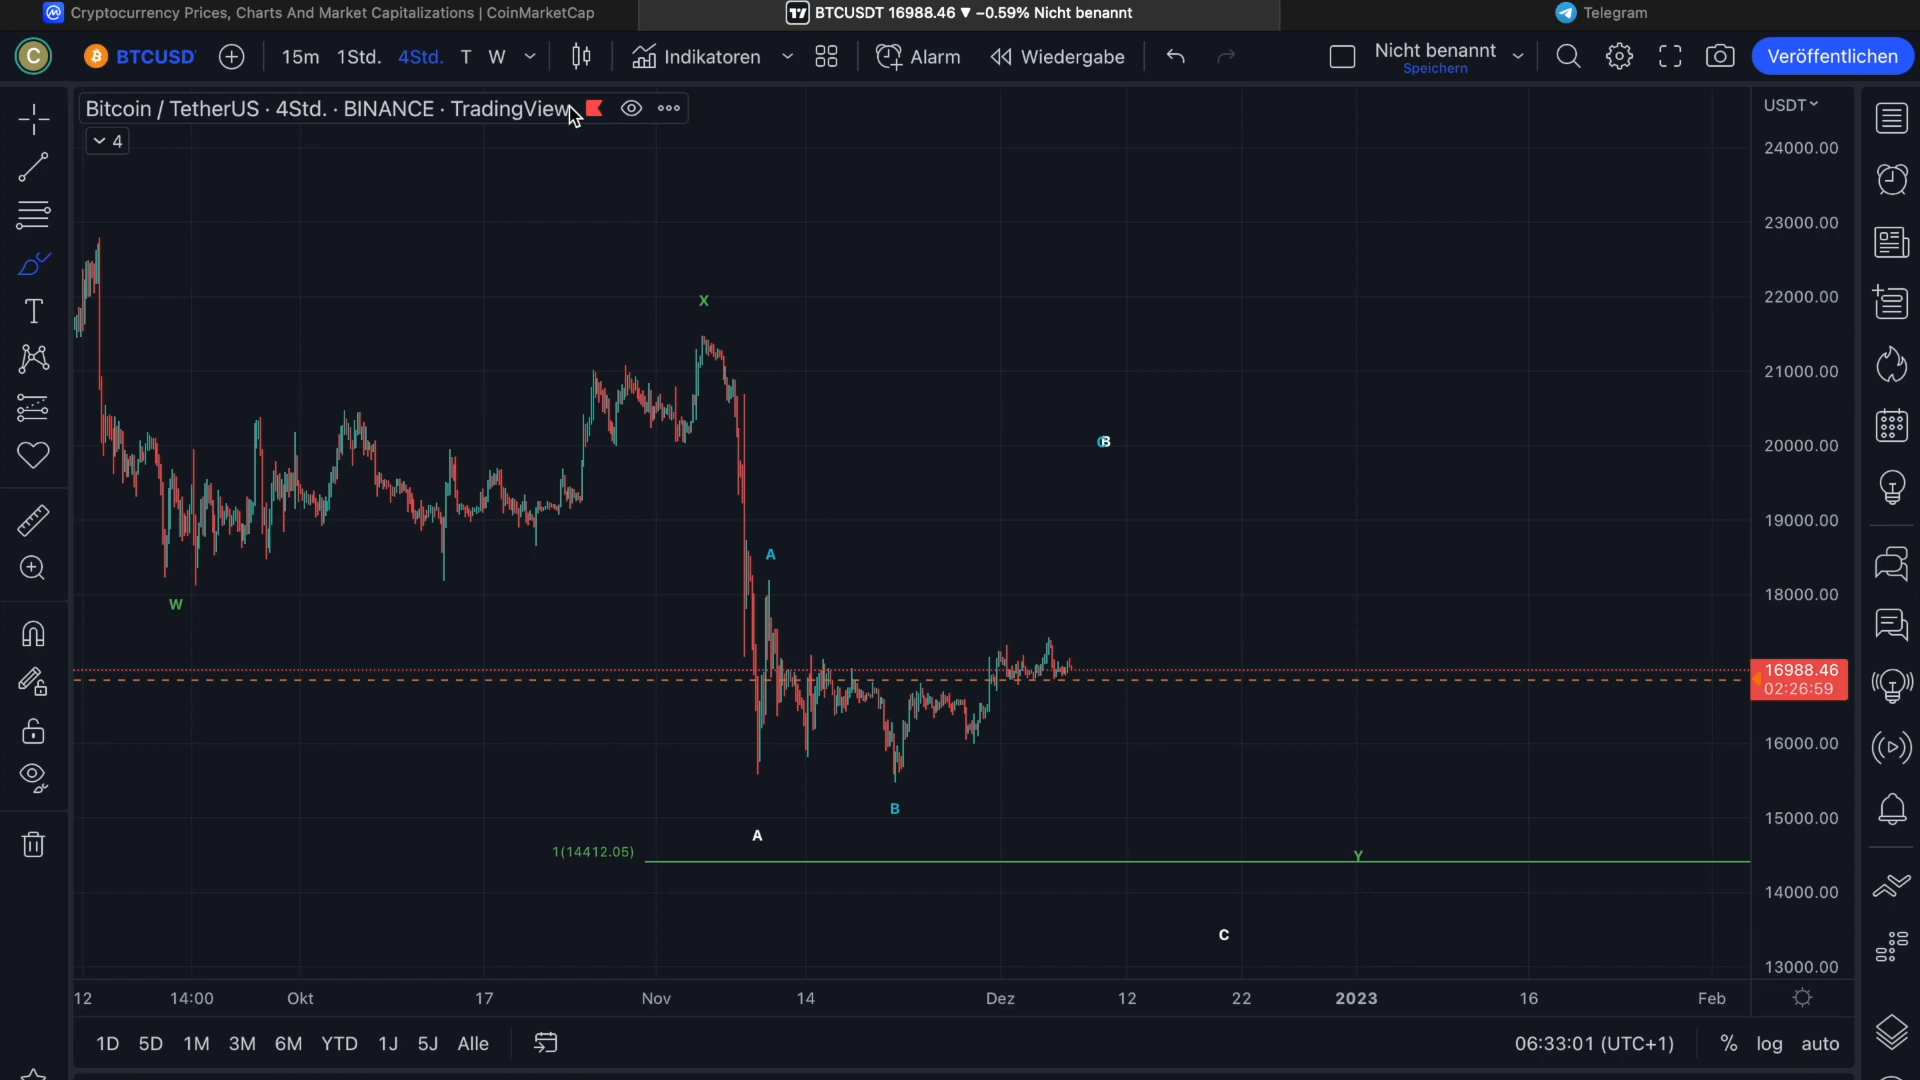 Cryptocurrency Prices, Charts And Market Capitalizations | CoinMarketCap
BTCUSDT 16988.46 ▼ −0.59% Nicht benannt
Telegram
C
BTCUSD
15m
1Std.
4Std.
T
W
Indikatoren
Alarm
Wiedergabe
Nicht benannt
Speichern
Veröffentlichen
Bitcoin / TetherUS · 4Std. · BINANCE · TradingView
4
USDT
24000.00
23000.00
22000.00
21000.00
20000.00
19000.00
18000.00
16988.46
02:26:59
16000.00
15000.00
14000.00
13000.00
X
B
A
W
B
A
1(14412.05)
Y
C
12
14:00
Okt
17
Nov
14
Dez
12
22
2023
16
Feb
1D
5D
1M
3M
6M
YTD
1J
5J
Alle
06:33:01 (UTC+1)
%
log
auto